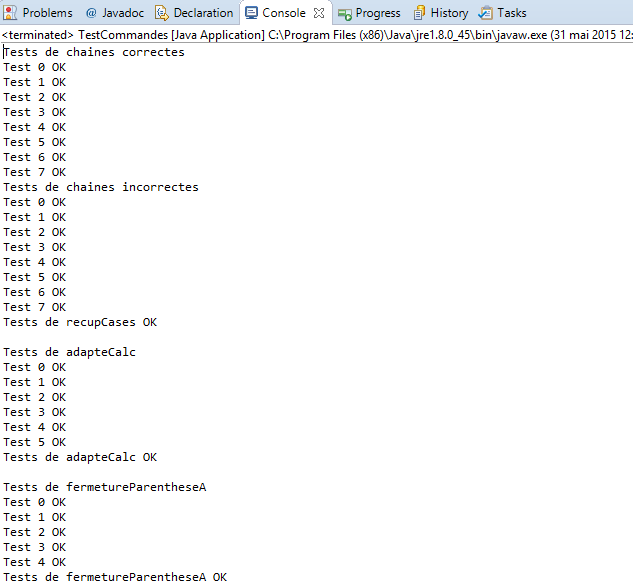 Problems @ Javadoc Declaration Console Progress History Tasks
<terminated> TestCommandes [Java Application] C:\Program Files (x86)\Java\jre1.8.0_45\bin\javaw.exe (31 mai 2015 12:
Tests de chaines correctes
Test 0 OK
Test 1 OK
Test 2 OK
Test 3 OK
Test 4 OK
Test 5 OK
Test 6 OK
Test 7 OK
Tests de chaines incorrectes
Test 0 OK
Test 1 OK
Test 2 OK
Test 3 OK
Test 4 OK
Test 5 OK
Test 6 OK
Test 7 OK
Tests de recupCases OK
Tests de adapteCalc
Test 0 OK
Test 1 OK
Test 2 OK
Test 3 OK
Test 4 OK
Test 5 OK
Tests de adapteCalc OK
Tests de fermetureParentheseA
Test 0 OK
Test 1 OK
Test 2 OK
Test 3 OK
Test 4 OK
Tests de fermetureParentheseA OK